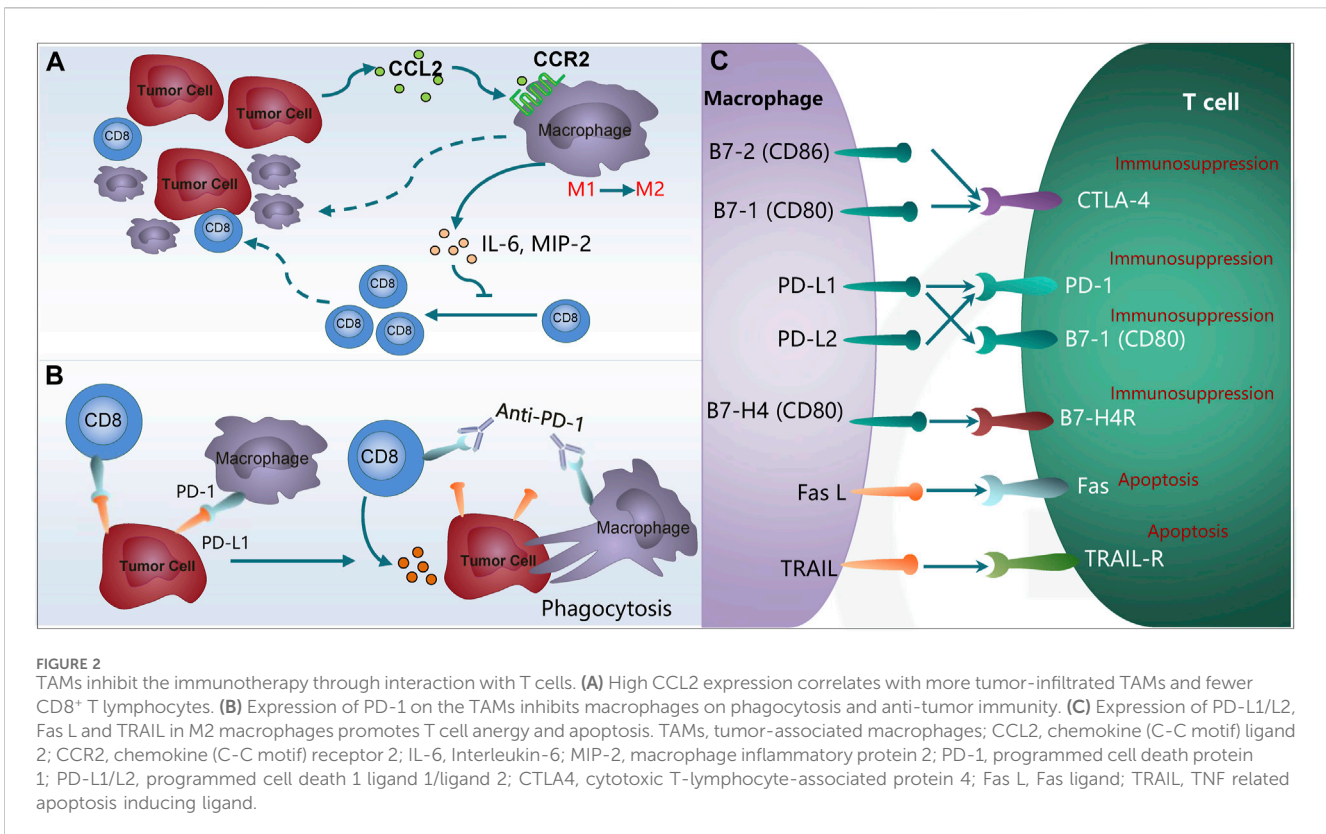 A
Tumor Cell
Tumor Cell
CCL2
CCR2
Macrophage
CD8
Tumor Cell
CD8
M1 M2
IL-6, MIP-2
CD8
CD8
CD8
CD8
B
CD8
Macrophage
PD-1
PD-L1
Tumor Cell
Anti-PD-1
CD8
Macrophage
Tumor Cell
Phagocytosis
C
Macrophage
T cell
B7-2 (CD86)
Immunosuppression
B7-1 (CD80)
CTLA-4
Immunosuppression
PD-L1
PD-1
Immunosuppression
PD-L2
B7-1 (CD80)
Immunosuppression
B7-H4 (CD80)
B7-H4R
Fas L
Fas
Apoptosis
Apoptosis
TRAIL
TRAIL-R
FIGURE 2
TAMs inhibit the immunotherapy through interaction with T cells. (A) High CCL2 expression correlates with more tumor-infiltrated TAMs and fewer
CD8⁺ T lymphocytes. (B) Expression of PD-1 on the TAMs inhibits macrophages on phagocytosis and anti-tumor immunity. (C) Expression of PD-L1/L2,
Fas L and TRAIL in M2 macrophages promotes T cell anergy and apoptosis. TAMs, tumor-associated macrophages; CCL2, chemokine (C-C motif) ligand
2; CCR2, chemokine (C-C motif) receptor 2; IL-6, Interleukin-6; MIP-2, macrophage inflammatory protein 2; PD-1, programmed cell death protein
1; PD-L1/L2, programmed cell death 1 ligand 1/ligand 2; CTLA4, cytotoxic T-lymphocyte-associated protein 4; Fas L, Fas ligand; TRAIL, TNF related
apoptosis inducing ligand.